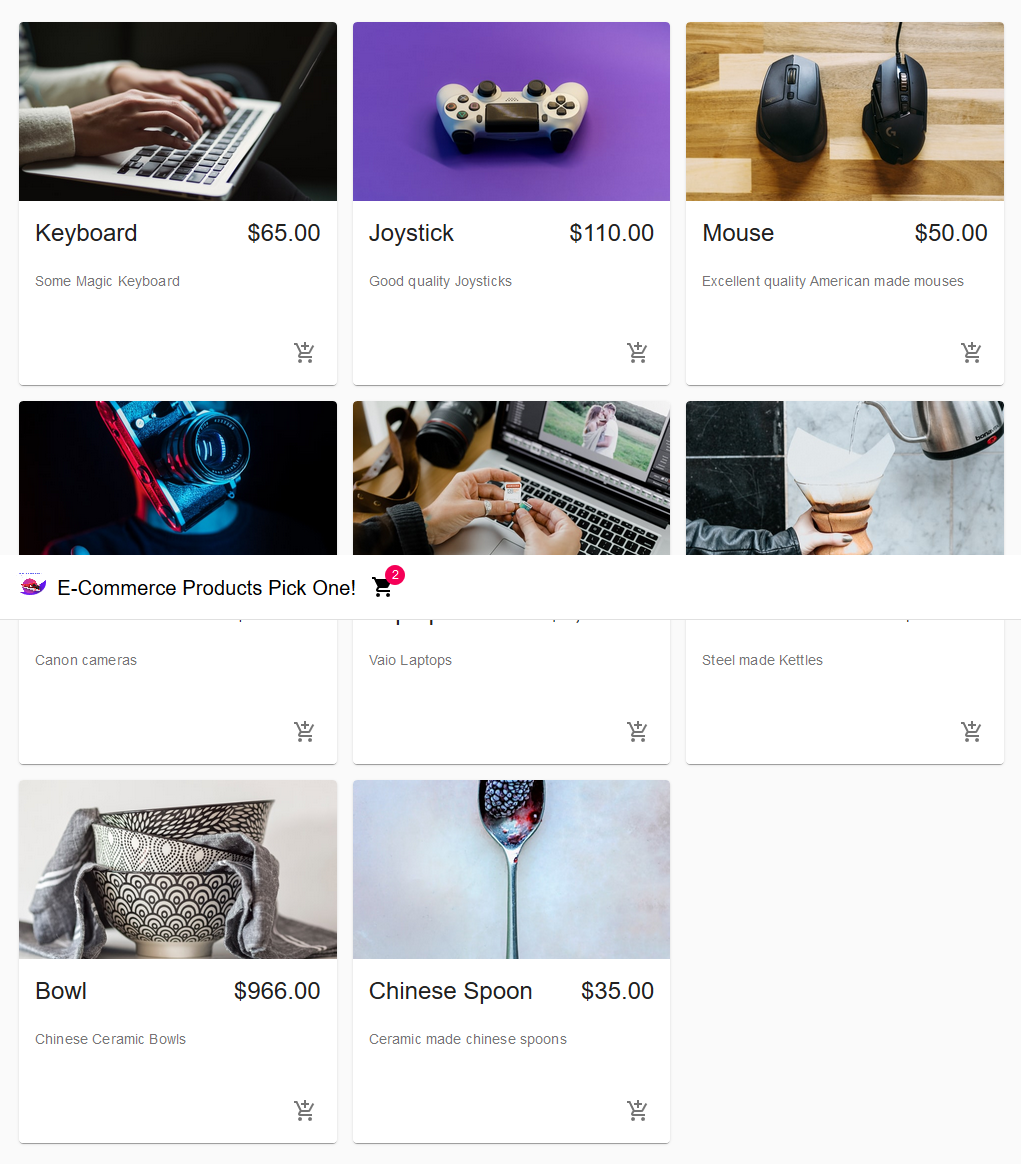 Keyboard $65.00
Some Magic Keyboard
Joystick $110.00
Good quality Joysticks
Mouse $50.00
Excellent quality American made mouses
E-Commerce Products Pick One! 2
Canon cameras
Vaio Laptops
Steel made Kettles
Bowl $966.00
Chinese Ceramic Bowls
Chinese Spoon $35.00
Ceramic made chinese spoons